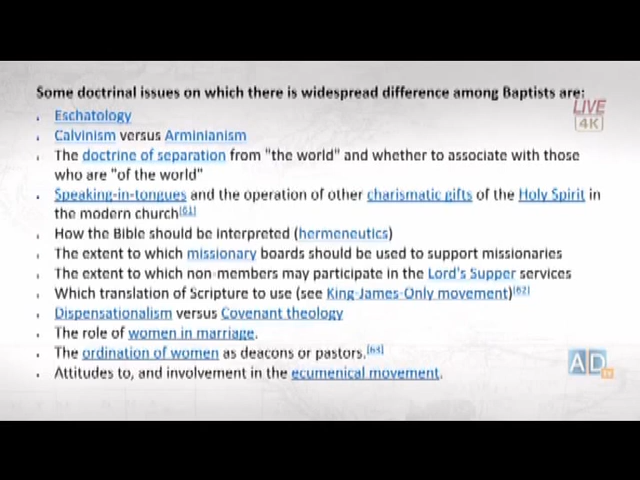 Some doctrinal issues on which there is widespread difference among Baptists are:
LIVE
4K
• Eschatology
• Calvinism versus Arminianism
• The doctrine of separation from "the world" and whether to associate with those
who are "of the world"
• Speaking-in-tongues and the operation of other charismatic gifts of the Holy Spirit in
the modern church[61]
• How the Bible should be interpreted (hermeneutics)
• The extent to which missionary boards should be used to support missionaries
• The extent to which non-members may participate in the Lord's Supper services
• Which translation of Scripture to use (see King-James-Only movement)[62]
• Dispensationalism versus Covenant theology
• The role of women in marriage.
• The ordination of women as deacons or pastors.[63]
• Attitudes to, and involvement in the ecumenical movement.
AD